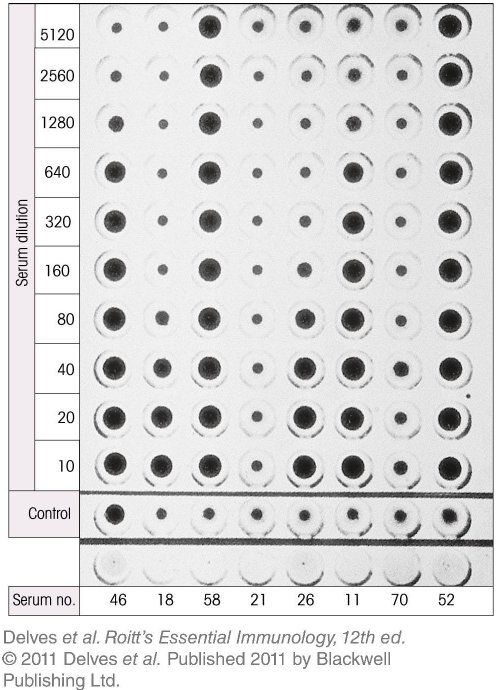 Serum dilution
5120
2560
1280
640
320
160
80
40
20
10
Control
Serum no. 46 18 58 21 26 11 70 52
Delves et al. Roitt's Essential Immunology, 12th ed.
© 2011 Delves et al. Published 2011 by Blackwell
Publishing Ltd.